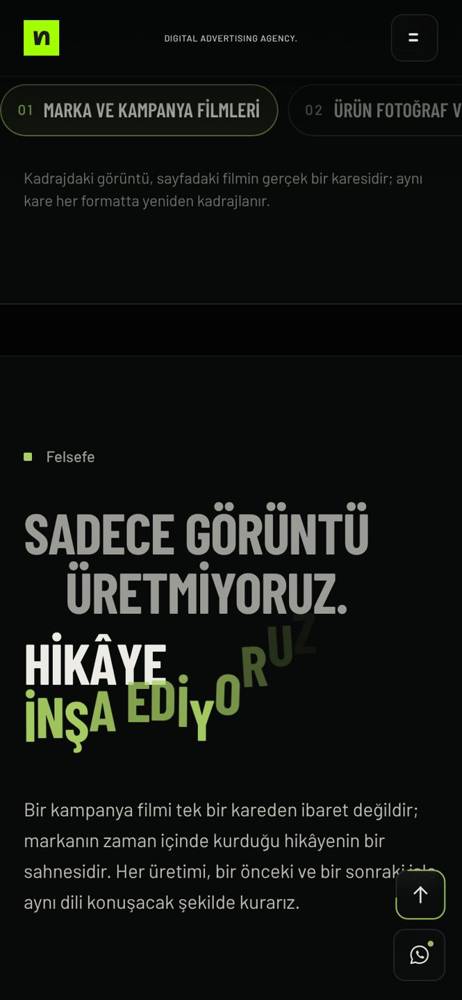 n
DIGITAL ADVERTISING AGENCY.
01 MARKA VE KAMPANYA FİLMLERİ
02 ÜRÜN FOTOĞRAF V
Kadrajdaki görüntü, sayfadaki filmin gerçek bir karesidir; aynı
kare her formatta yeniden kadrajlanır.
Felsefe
SADECE GÖRÜNTÜ
ÜRETMİYORUZ.
HİKÂYE
İNŞA EDİYORUZ
Bir kampanya filmi tek bir kareden ibaret değildir;
markanın zaman içinde kurduğu hikâyenin bir
sahnesidir. Her üretimi, bir önceki ve bir sonraki
aynı dili konuşacak şekilde kurarız.